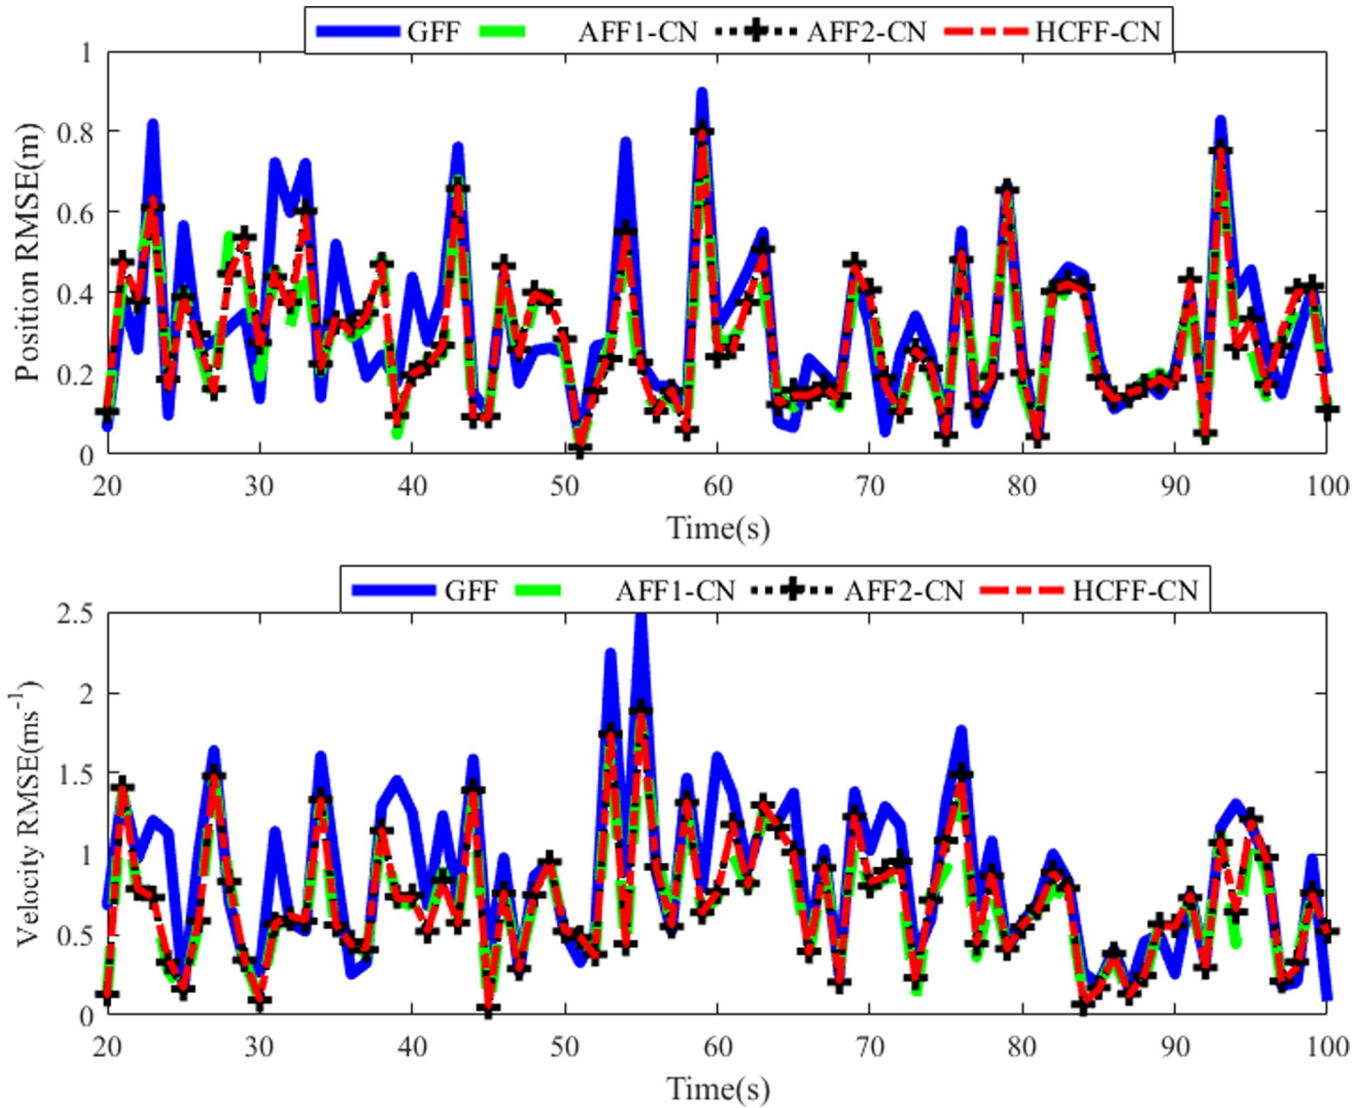 GFF AFF1-CN AFF2-CN HCFF-CN
Position RMSE(m)
1
0.8
0.6
0.4
0.2
0
20 30 40 50 60 70 80 90 100
Time(s)
GFF AFF1-CN AFF2-CN HCFF-CN
Velocity RMSE(ms⁻¹)
2.5
2
1.5
1
0.5
0
20 30 40 50 60 70 80 90 100
Time(s)